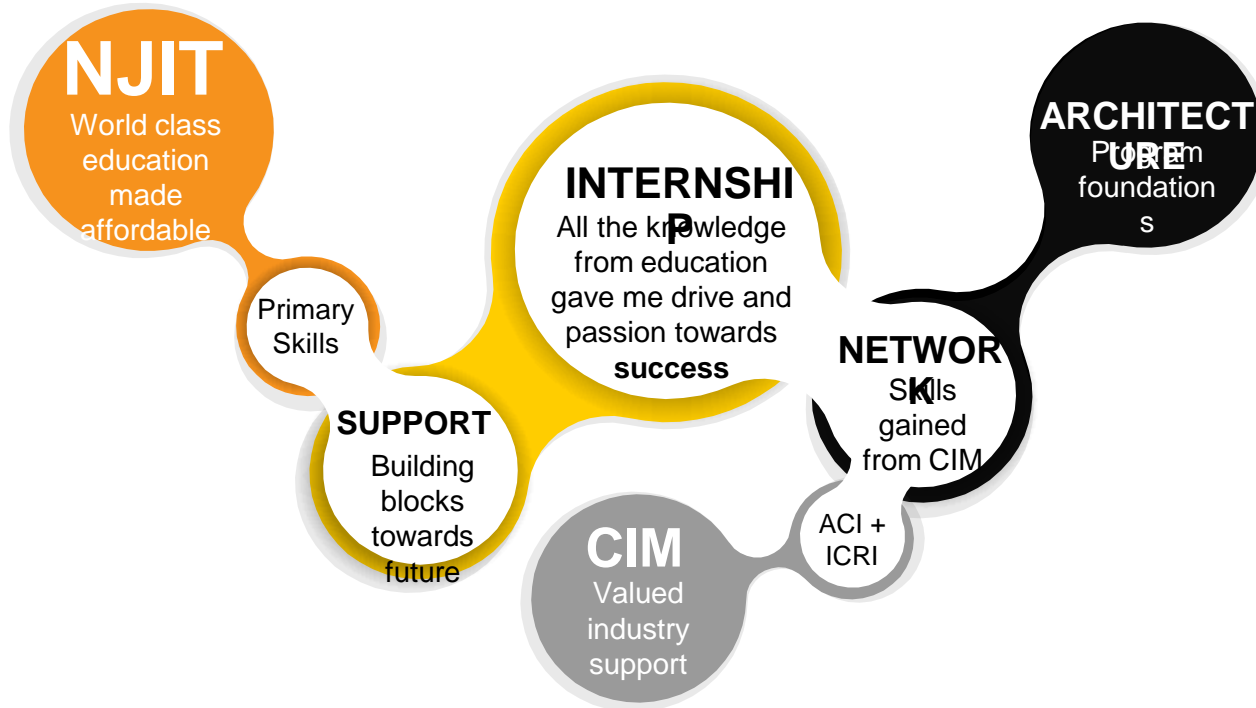 NJIT
World class
education
made
affordable
Primary
Skills
SUPPORT
Building
blocks
towards
future
INTERNSHI
P
All the knowledge
from education
gave me drive and
passion towards
success
CIM
Valued
industry
support
ACI +
ICRI
NETWOR
K
Skills
gained
from CIM
ARCHITECT
URE
Program
foundation
s